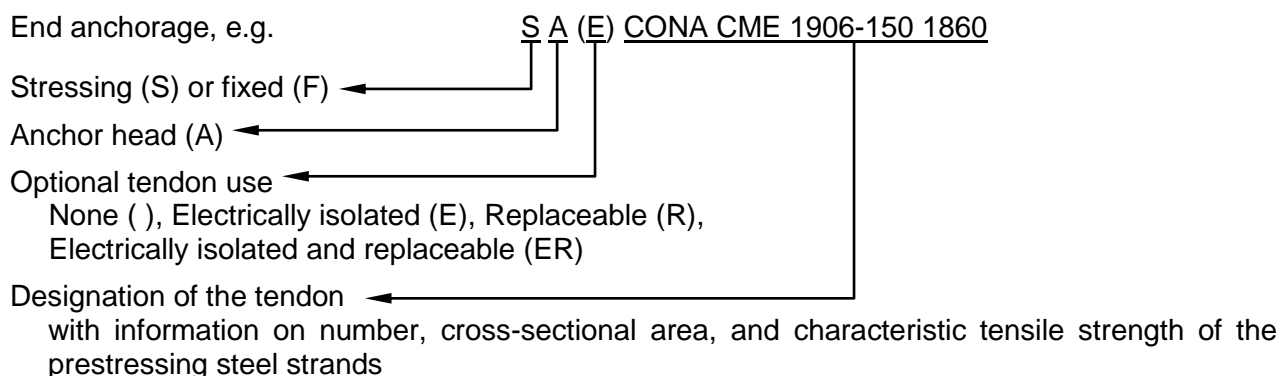 End anchorage, e.g. S A (E) CONA CME 1906-150 1860
Stressing (S) or fixed (F)
Anchor head (A)
Optional tendon use
None ( ), Electrically isolated (E), Replaceable (R),
Electrically isolated and replaceable (ER)
Designation of the tendon
with information on number, cross-sectional area, and characteristic tensile strength of the
prestressing steel strands